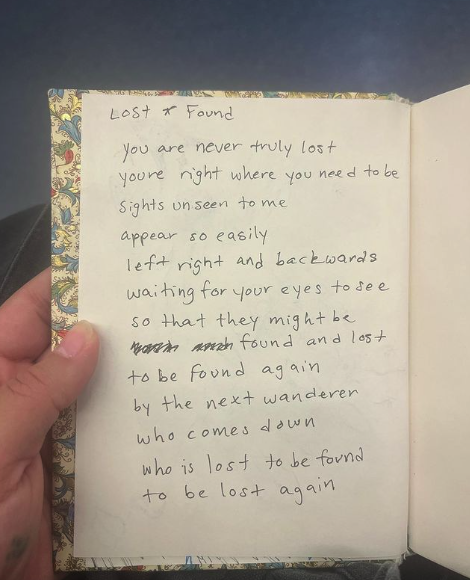 Lost & Found
you are never truly lost
youre right where you need to be
sights unseen to me
appear so easily
left right and backwards
waiting for your eyes to see
so that they might be
found and lost
to be found again
by the next wanderer
who comes down
who is lost to be found
to be lost again